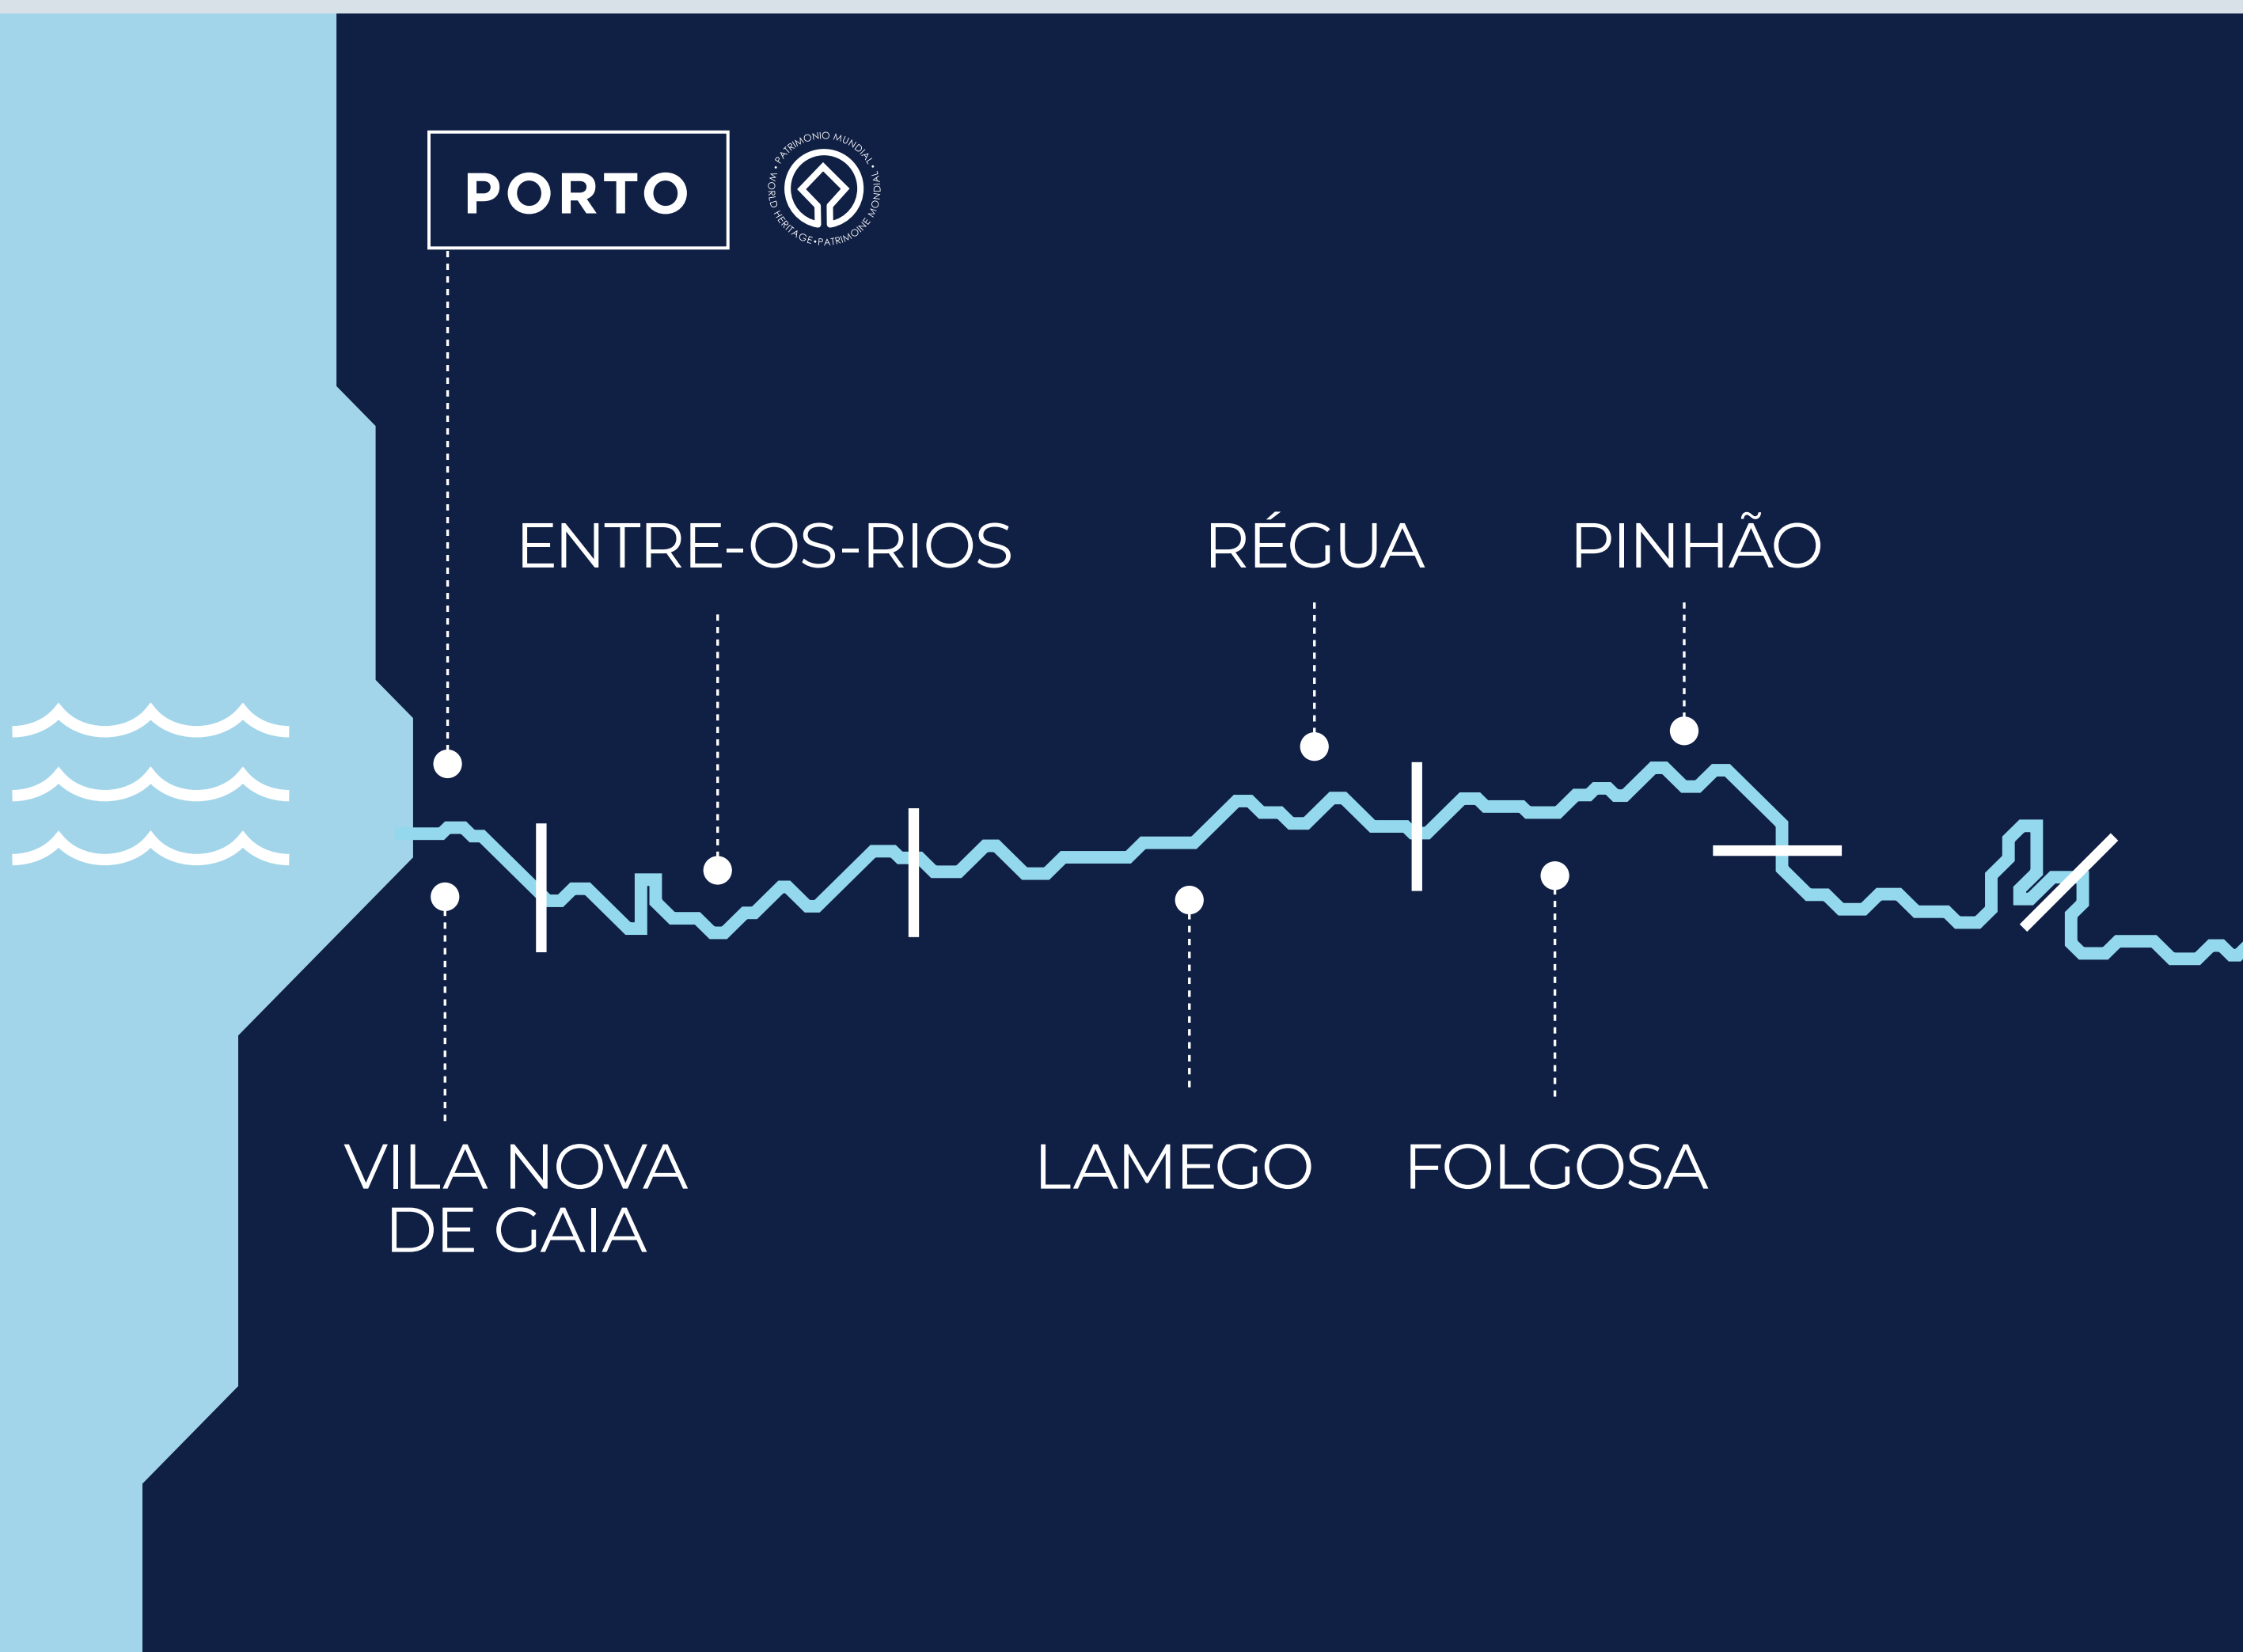 PORTO
• PATRIMONIO MUNDIAL • WORLD HERITAGE • PATRIMOINE MONDIAL
ENTRE-OS-RIOS
RÉGUA
PINHÃO
VILA NOVA
DE GAIA
LAMEGO
FOLGOSA